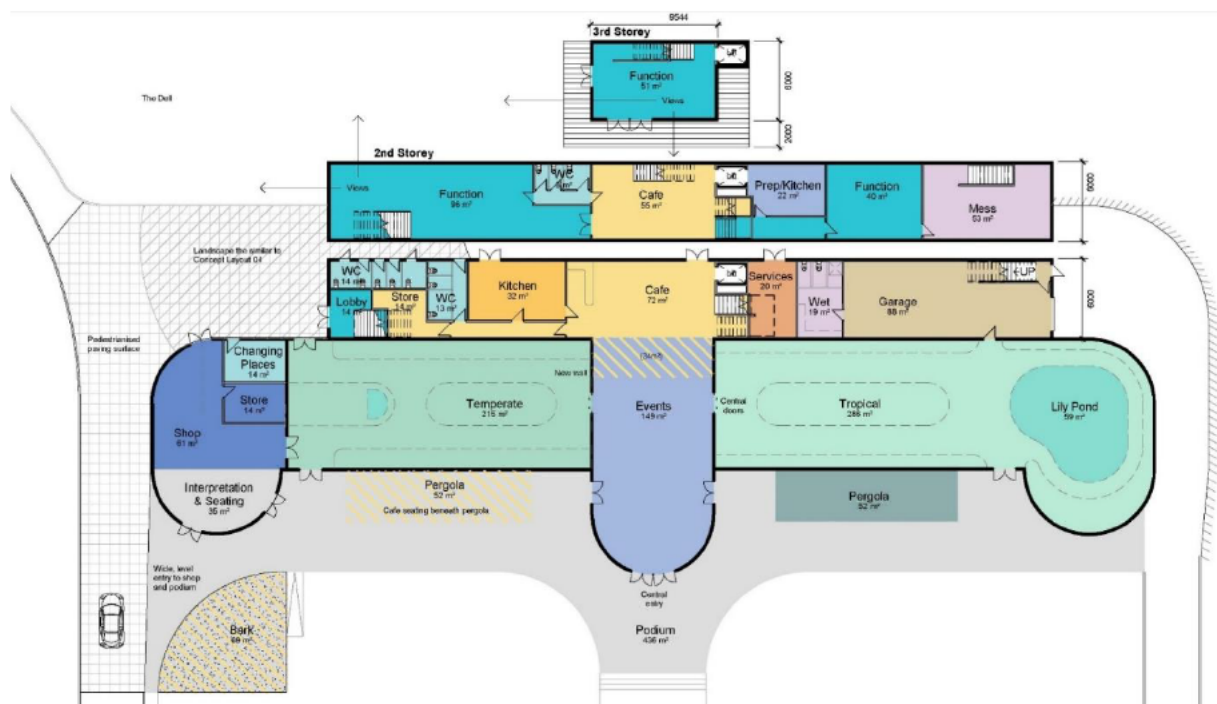 9544
3rd Storey
Lift
Function
51 m²
Views
6000
2000
The Dell
2nd Storey
Views
Function
96 m²
WC
Cafe
55 m²
Lift
Prep/Kitchen
22 m²
Function
40 m²
Mess
53 m²
6000
Landscape the similar to
Concept Layout 04
WC
14 m²
Lobby
14 m²
Store
14 m²
WC
13 m²
Kitchen
32 m²
Cafe
72 m²
Lift
Services
20 m²
Wet
19 m²
Garage
88 m²
UP
6000
Pedestrianised
paving surface
Changing
Places
14 m²
Store
14 m²
Shop
61 m²
New wall
(34m²)
Temperate
215 m²
Events
149 m²
Central
doors
Tropical
286 m²
Lily Pond
59 m²
Interpretation
& Seating
35 m²
Pergola
52 m²
Cafe seating beneath pergola
Pergola
52 m²
Wide, level
entry to shop
and podium
Central
entry
Podium
436 m²
Bark
69 m²